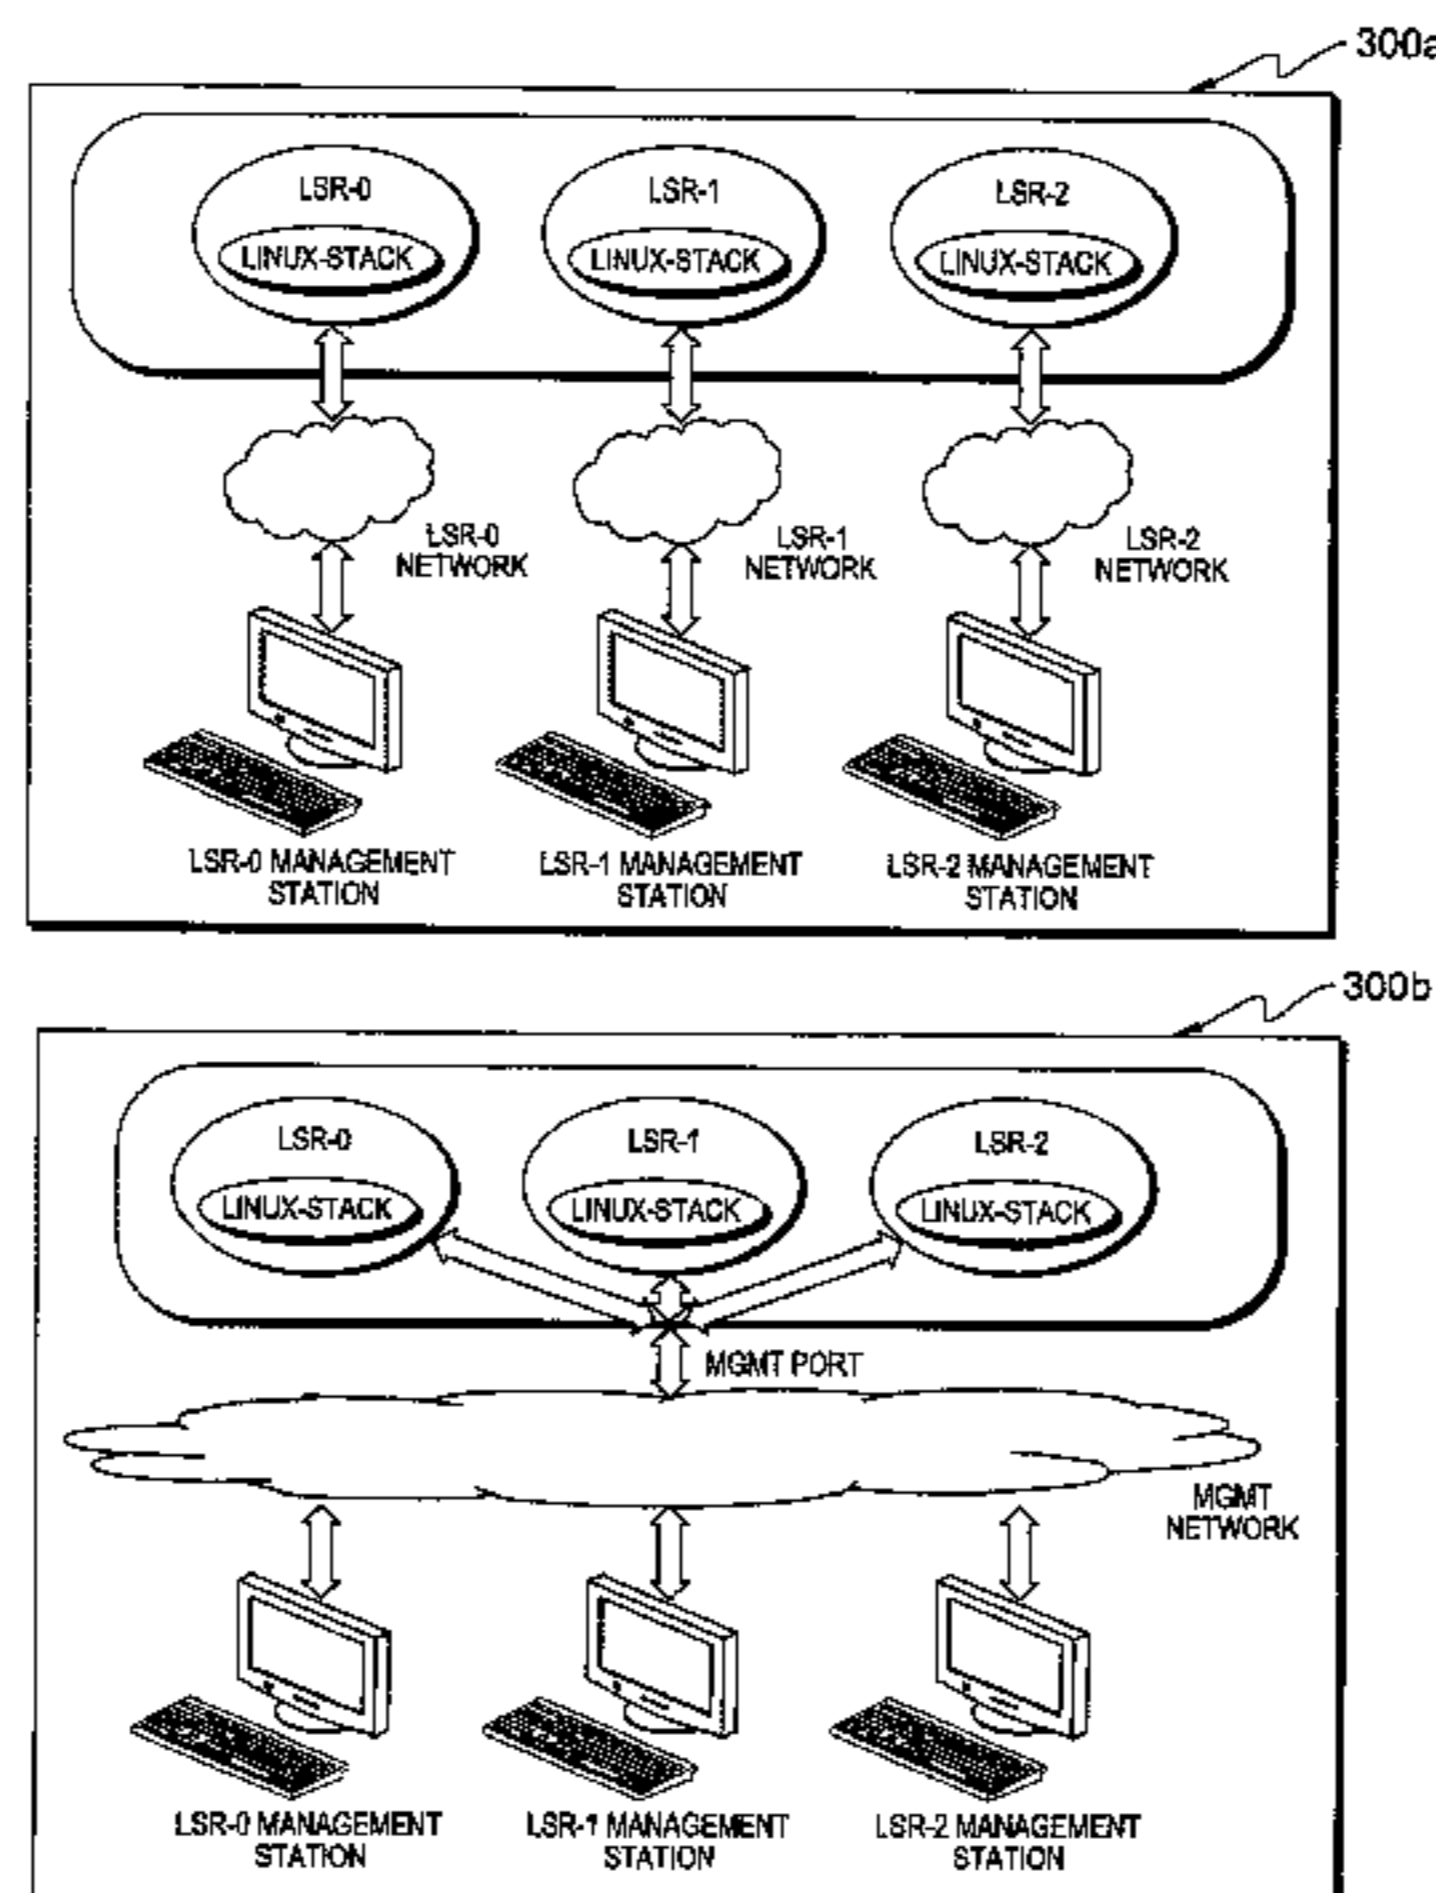 300a
LSR-0
LSR-1
LSR-2
LINUX-STACK
LINUX-STACK
LINUX-STACK
LSR-0
NETWORK
LSR-1
NETWORK
LSR-2
NETWORK
LSR-0 MANAGEMENT
STATION
LSR-1 MANAGEMENT
STATION
LSR-2 MANAGEMENT
STATION
300b
LSR-0
LSR-1
LSR-2
LINUX-STACK
LINUX-STACK
LINUX-STACK
MGMT PORT
MGMT
NETWORK
LSR-0 MANAGEMENT
STATION
LSR-1 MANAGEMENT
STATION
LSR-2 MANAGEMENT
STATION